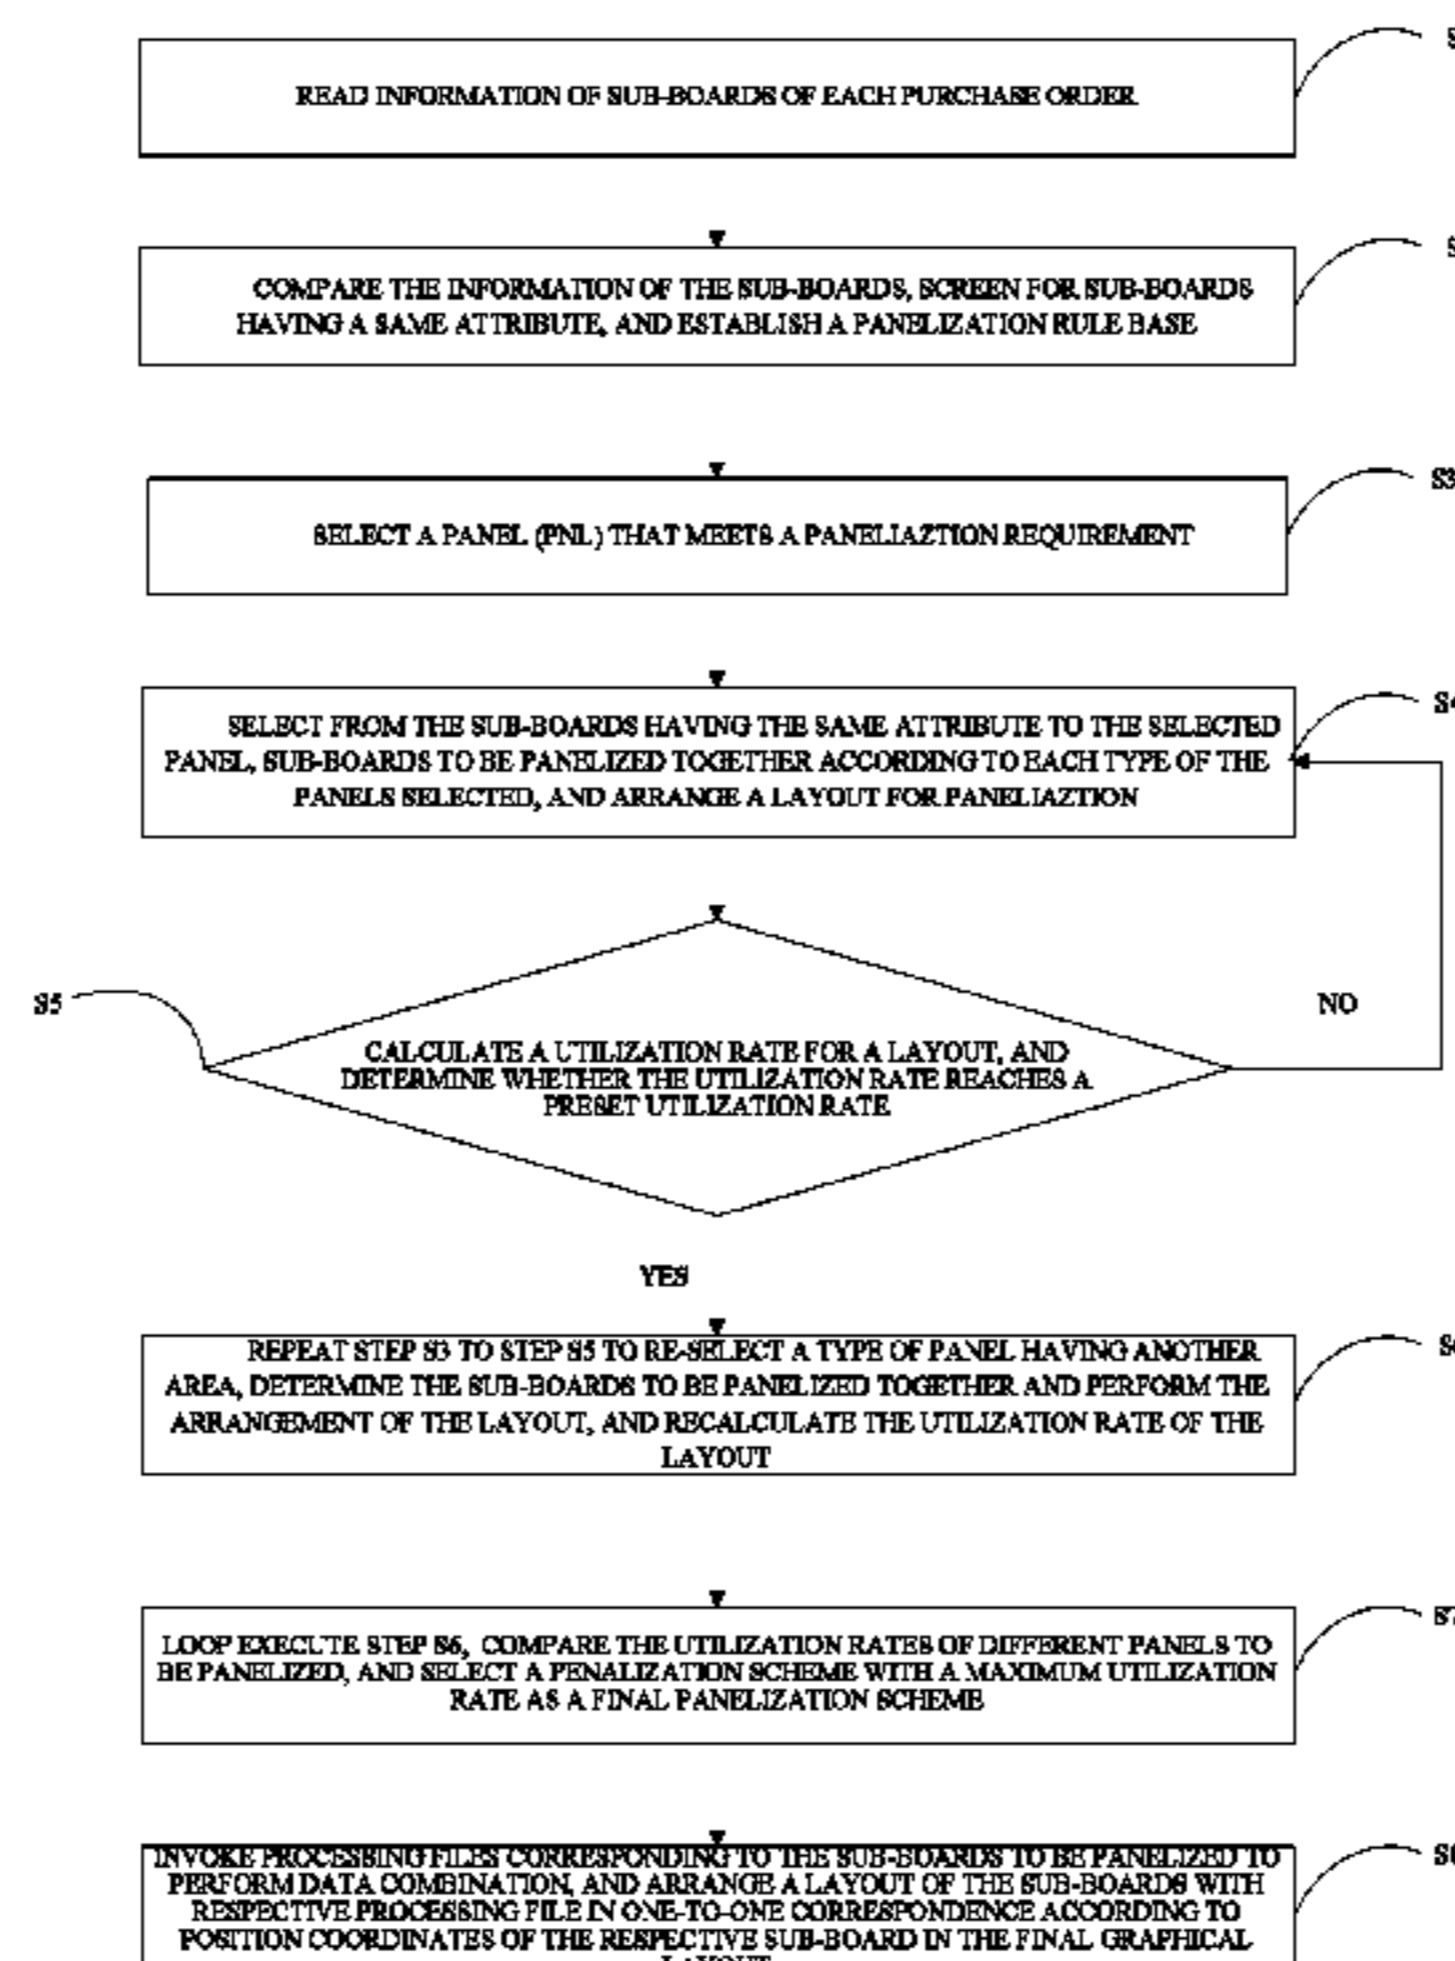 READ INFORMATION OF SUB-BOARDS OF EACH PURCHASE ORDER
S
COMPARE THE INFORMATION OF THE SUB-BOARDS, SCREEN FOR SUB-BOARDS
HAVING A SAME ATTRIBUTE, AND ESTABLISH A PANELIZATION RULE BASE
S
SELECT A PANEL (PNL) THAT MEETS A PANELIAZTION REQUIREMENT
S3
SELECT FROM THE SUB-BOARDS HAVING THE SAME ATTRIBUTE TO THE SELECTED
PANEL, SUB-BOARDS TO BE PANELIZED TOGETHER ACCORDING TO EACH TYPE OF THE
PANELS SELECTED, AND ARRANGE A LAYOUT FOR PANELIAZTION
S4
S5
CALCULATE A UTILIZATION RATE FOR A LAYOUT, AND
DETERMINE WHETHER THE UTILIZATION RATE REACHES A
PRESET UTILIZATION RATE
NO
YES
REPEAT STEP S3 TO STEP S5 TO RE-SELECT A TYPE OF PANEL HAVING ANOTHER
AREA, DETERMINE THE SUB-BOARDS TO BE PANELIZED TOGETHER AND PERFORM THE
ARRANGEMENT OF THE LAYOUT, AND RECALCULATE THE UTILIZATION RATE OF THE
LAYOUT
S6
LOOP EXECUTE STEP S6, COMPARE THE UTILIZATION RATES OF DIFFERENT PANELS TO
BE PANELIZED, AND SELECT A PENALIZATION SCHEME WITH A MAXIMUM UTILIZATION
RATE AS A FINAL PANELIZATION SCHEME
S7
INVOKE PROCESSING FILES CORRESPONDING TO THE SUB-BOARDS TO BE PANELIZED TO
PERFORM DATA COMBINATION, AND ARRANGE A LAYOUT OF THE SUB-BOARDS WITH
RESPECTIVE PROCESSING FILE IN ONE-TO-ONE CORRESPONDENCE ACCORDING TO
POSITION COORDINATES OF THE RESPECTIVE SUB-BOARD IN THE FINAL GRAPHICAL
S8